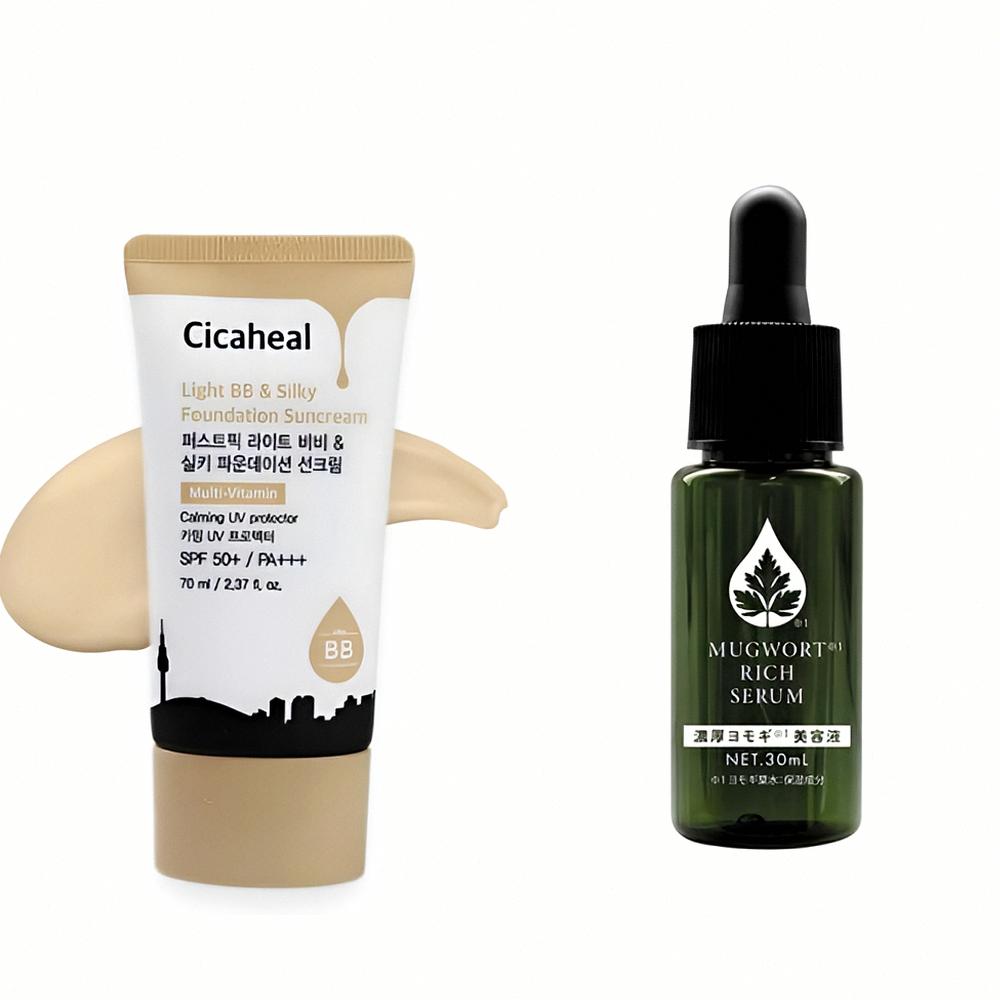 Cicaheal
Light BB & Silky
Foundation Suncream
퍼스트픽 라이트 비비 &
실키 파운데이션 선크림
Multi-Vitamin
Calming UV protector
카밍 UV 프로텍터
SPF 50+ / PA+++
70 ml / 2.37 fl. oz.
BB
MUGWORT※1
RICH
SERUM
濃厚ヨモギ※1 美容液
NET.30mL